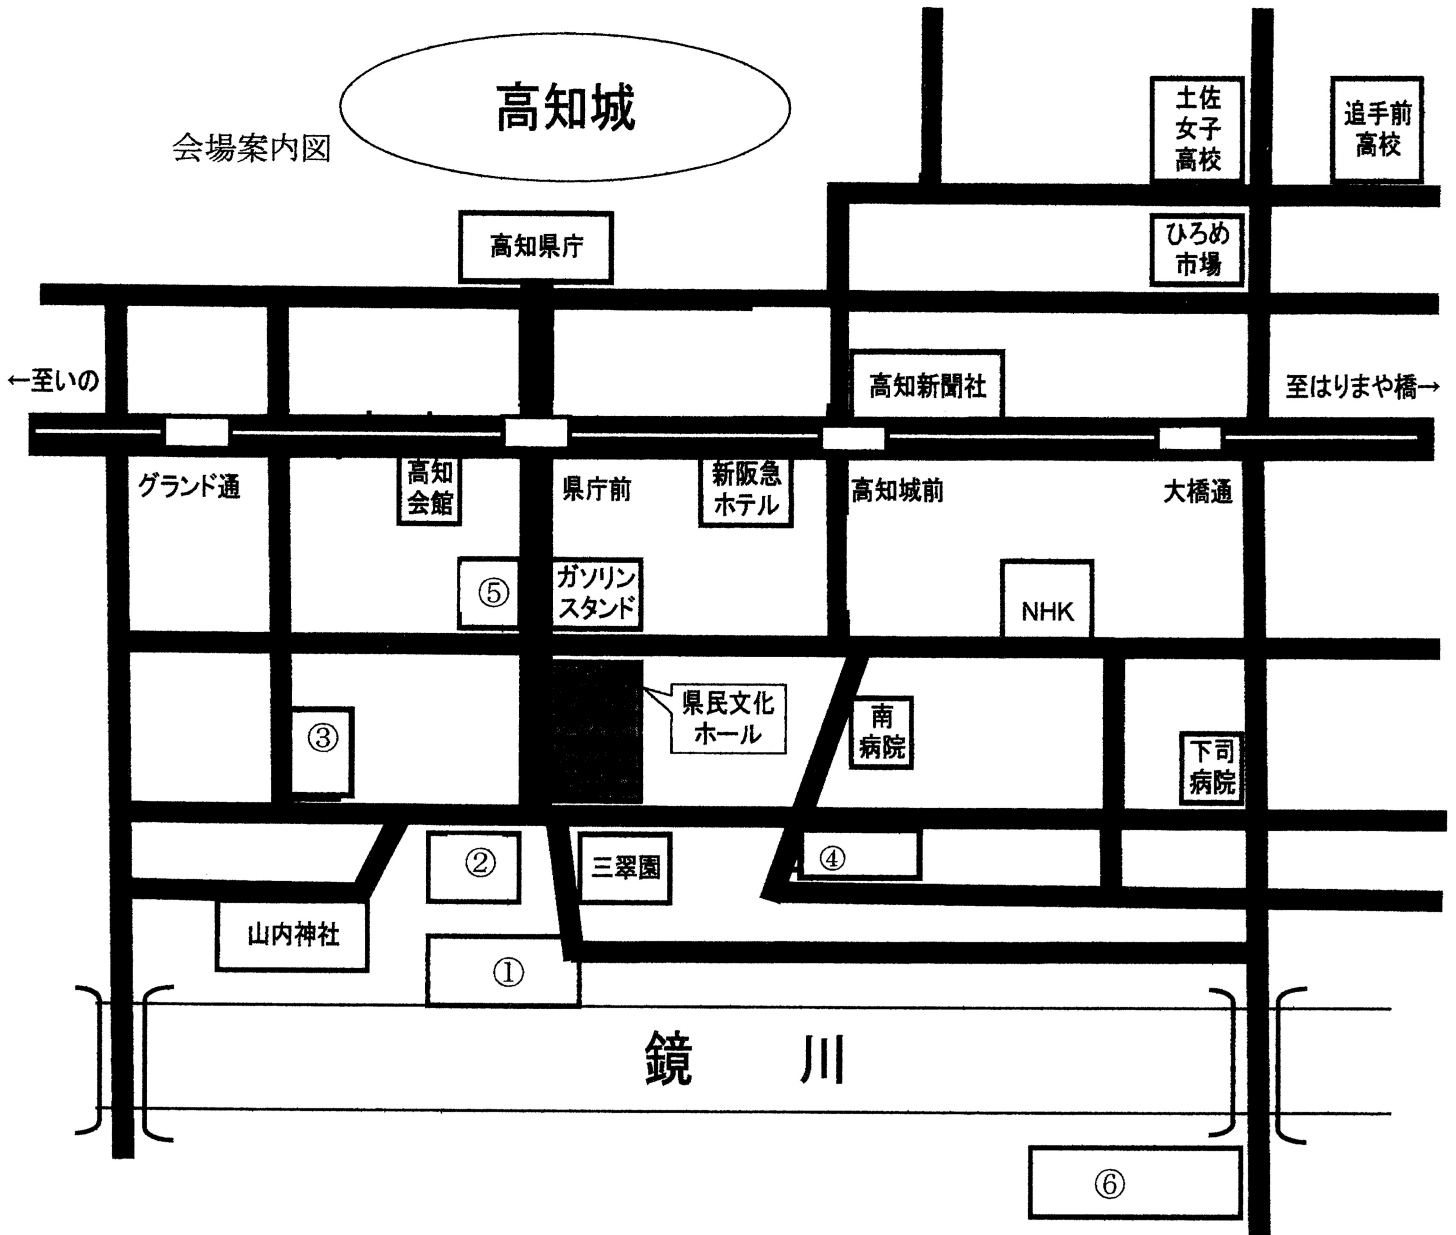 高知城
会場案内図
土佐
女子
高校
追手前
高校
高知県庁
ひろめ
市場
←至いの
高知新聞社
至はりまや橋→
グランド通
高知
会館
県庁前
新阪急
ホテル
高知城前
大橋通
⑤
ガソリン
スタンド
NHK
③
県民文化
ホール
南
病院
下司
病院
②
三翠園
④
山内神社
①
鏡 川
⑥